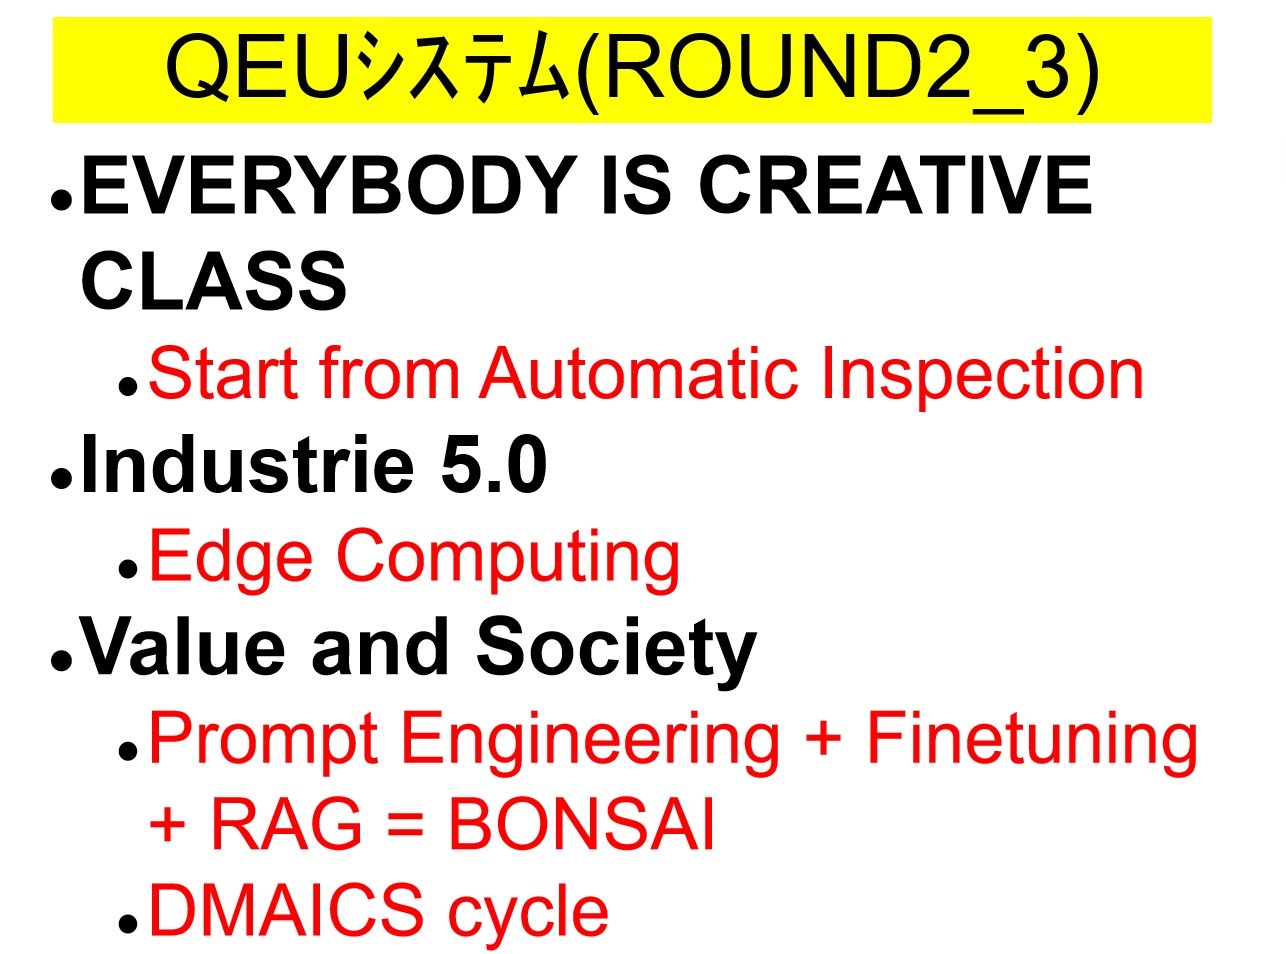 QEUシステム(ROUND2_3)
●EVERYBODY IS CREATIVE
CLASS
●Start from Automatic Inspection
●Industrie 5.0
●Edge Computing
●Value and Society
●Prompt Engineering + Finetuning
+ RAG = BONSAI
●DMAICS cycle